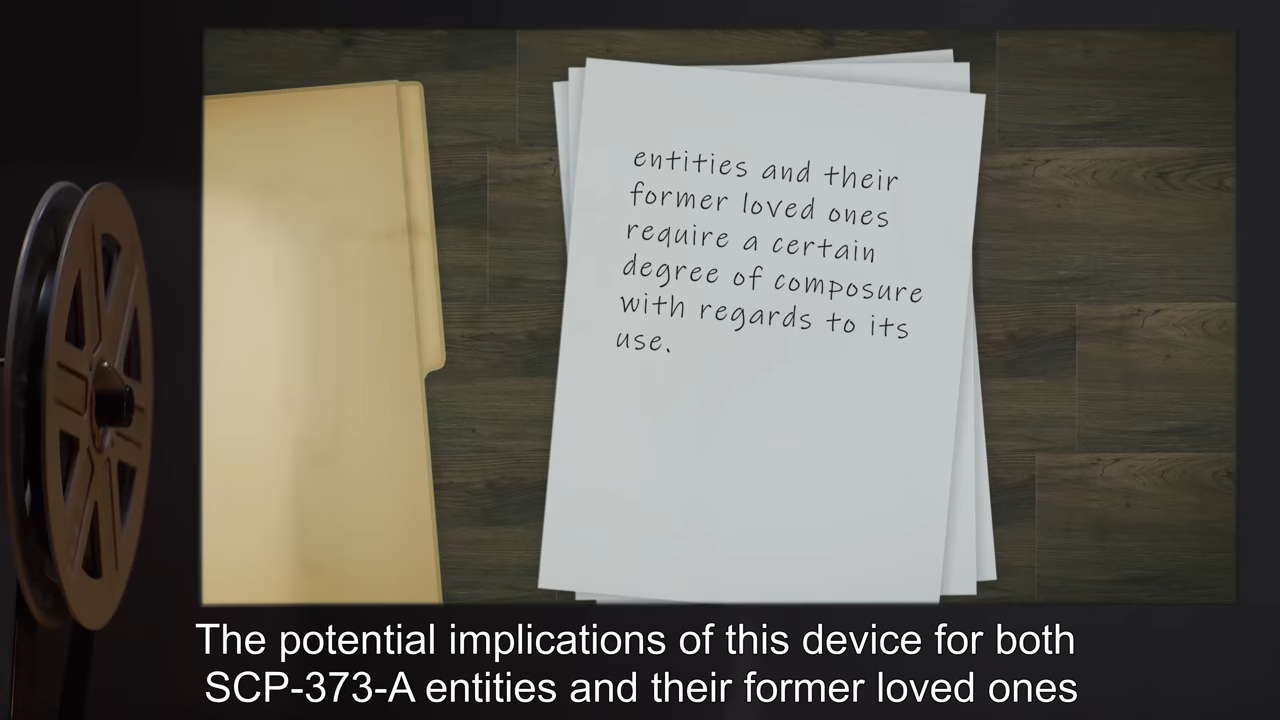 entities and their
former loved ones
require a certain
degree of composure
with regards to its
use.
The potential implications of this device for both
SCP-373-A entities and their former loved ones